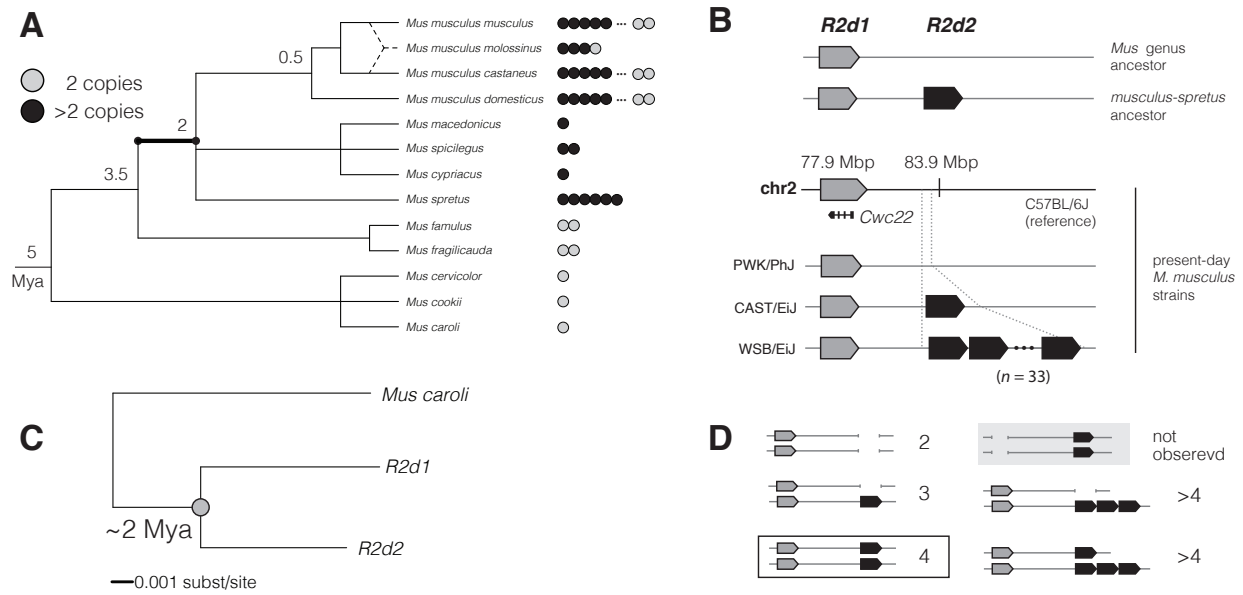 A
2 copies
>2 copies
0.5
2
3.5
5
Mya
Mus musculus musculus
Mus musculus molossinus
Mus musculus castaneus
Mus musculus domesticus
Mus macedonicus
Mus spicilegus
Mus cypriacus
Mus spretus
Mus famulus
Mus fragilicauda
Mus cervicolor
Mus cookii
Mus caroli
B
R2d1 R2d2
Mus genus
ancestor
musculus-spretus
ancestor
77.9 Mbp 83.9 Mbp
chr2
Cwc22
C57BL/6J
(reference)
PWK/PhJ
CAST/EiJ
WSB/EiJ
(n = 33)
present-day
M. musculus
strains
C
Mus caroli
R2d1
~2 Mya
R2d2
0.001 subst/site
D
2
3
4
not
obserevd
>4
>4